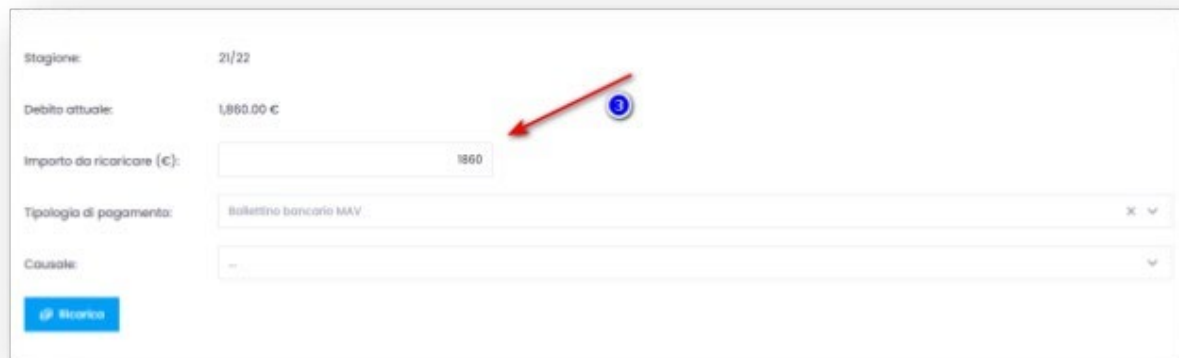 Stagione: 21/22
Debito attuale: 1,860.00 €
3
Importo da ricaricare (€): 1860
Tipologia di pagamento: Bollettino bancario MAV
Causale: ...
Ricarica